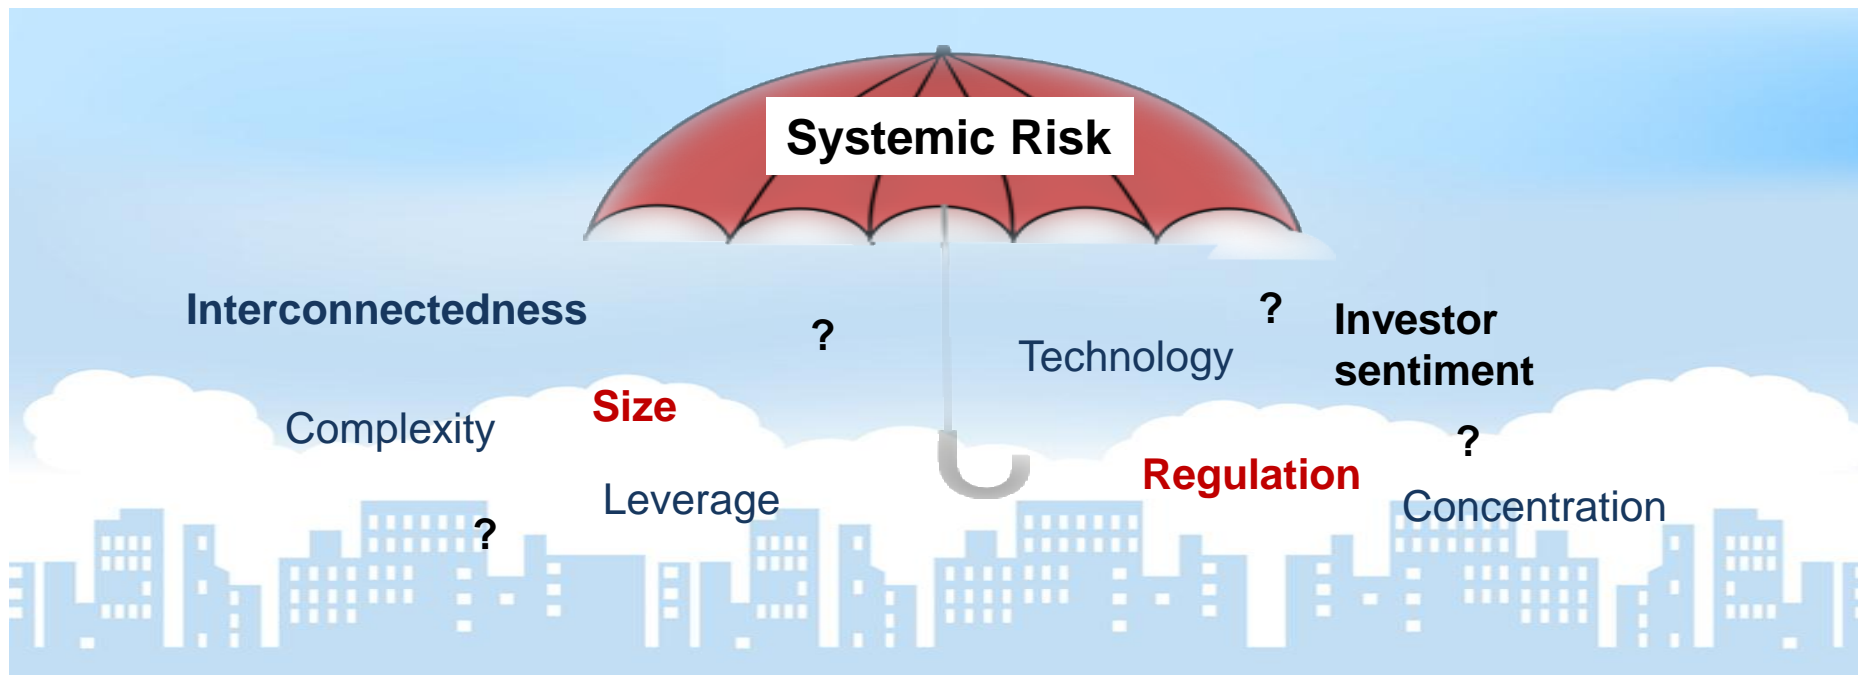 Systemic Risk
Interconnectedness
?
Technology
?
Investor
sentiment
Complexity
Size
Leverage
?
Regulation
?
Concentration